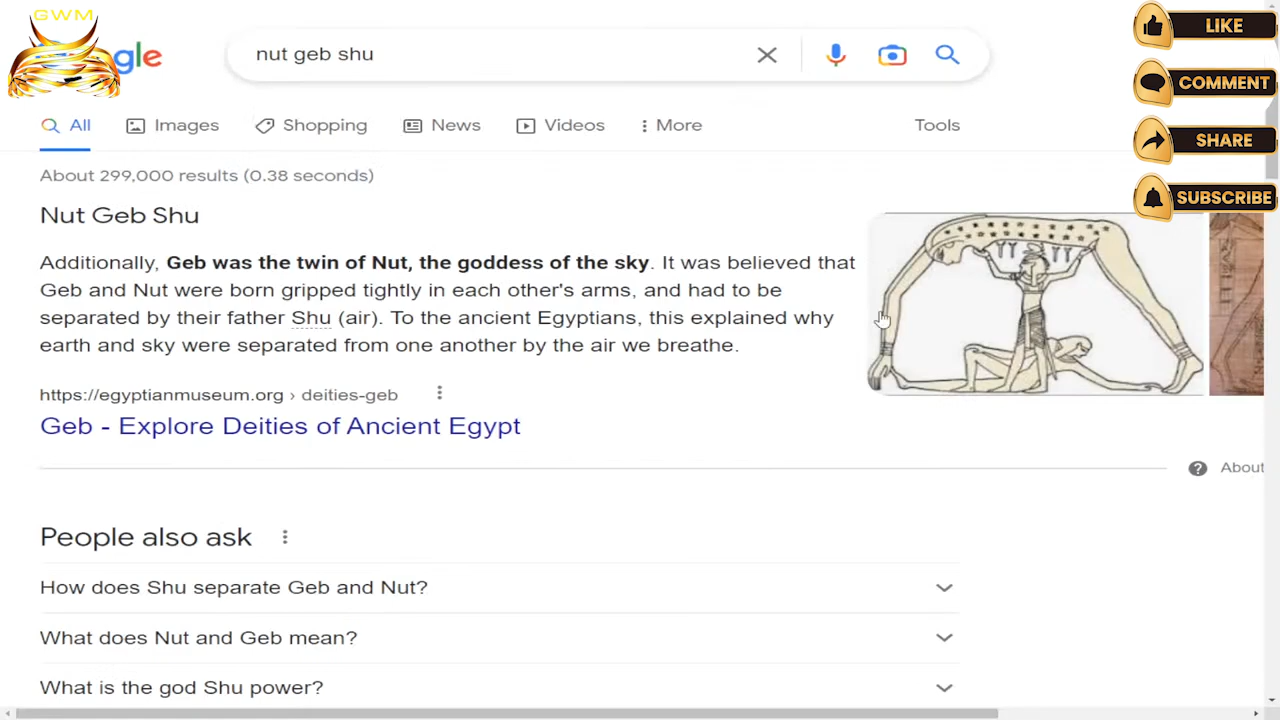 GWM
gle
nut geb shu
All Images Shopping News Videos More Tools
LIKE
COMMENT
SHARE
SUBSCRIBE
About 299,000 results (0.38 seconds)
Nut Geb Shu
Additionally, Geb was the twin of Nut, the goddess of the sky. It was believed that
Geb and Nut were born gripped tightly in each other's arms, and had to be
separated by their father Shu (air). To the ancient Egyptians, this explained why
earth and sky were separated from one another by the air we breathe.
https://egyptianmuseum.org › deities-geb
Geb - Explore Deities of Ancient Egypt
About
People also ask
How does Shu separate Geb and Nut?
What does Nut and Geb mean?
What is the god Shu power?